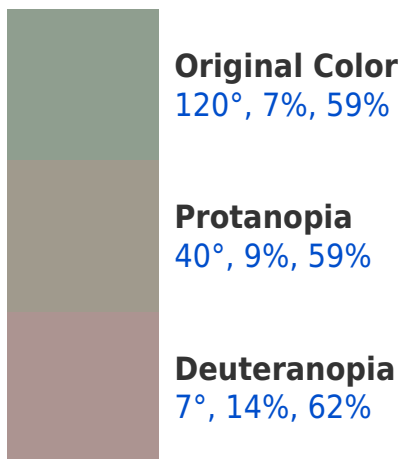 Original Color
120°, 7%, 59%
Protanopia
40°, 9%, 59%
Deuteranopia
7°, 14%, 62%